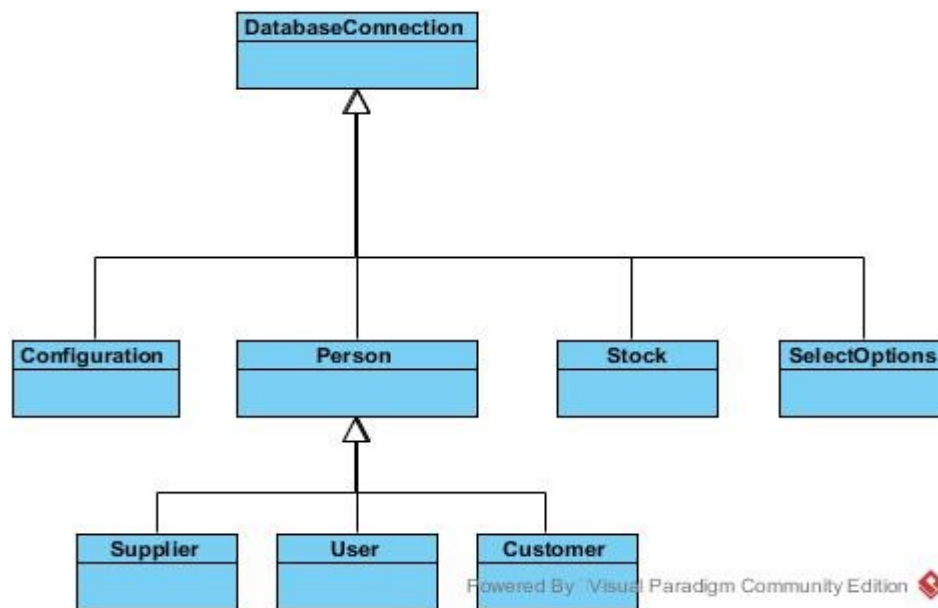 DatabaseConnection
Configuration
Person
Stock
SelectOptions
Supplier
User
Customer
Powered By Visual Paradigm Community Edition